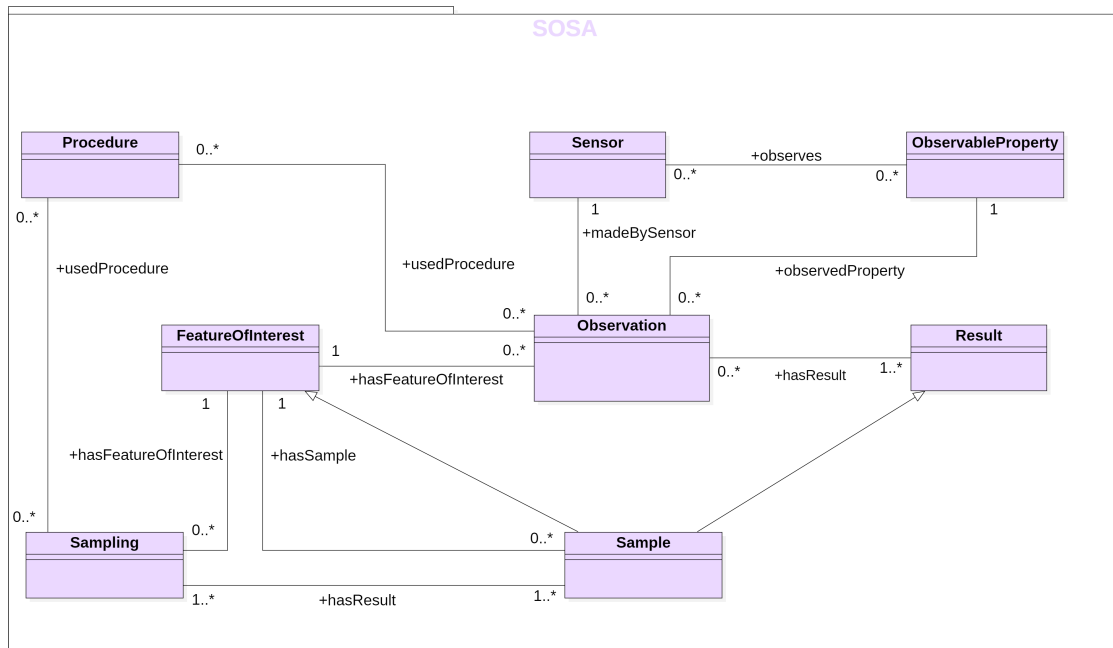 SOSA
Procedure
0..*
Sensor
ObservableProperty
+observes
0..*
0..*
0..*
1
1
+madeBySensor
+usedProcedure
+usedProcedure
+observedProperty
0..*
0..*
0..*
Observation
FeatureOfInterest
Result
1
0..*
+hasFeatureOfInterest
0..*
+hasResult
1..*
1
1
+hasFeatureOfInterest
+hasSample
0..*
0..*
0..*
Sampling
Sample
1..*
+hasResult
1..*